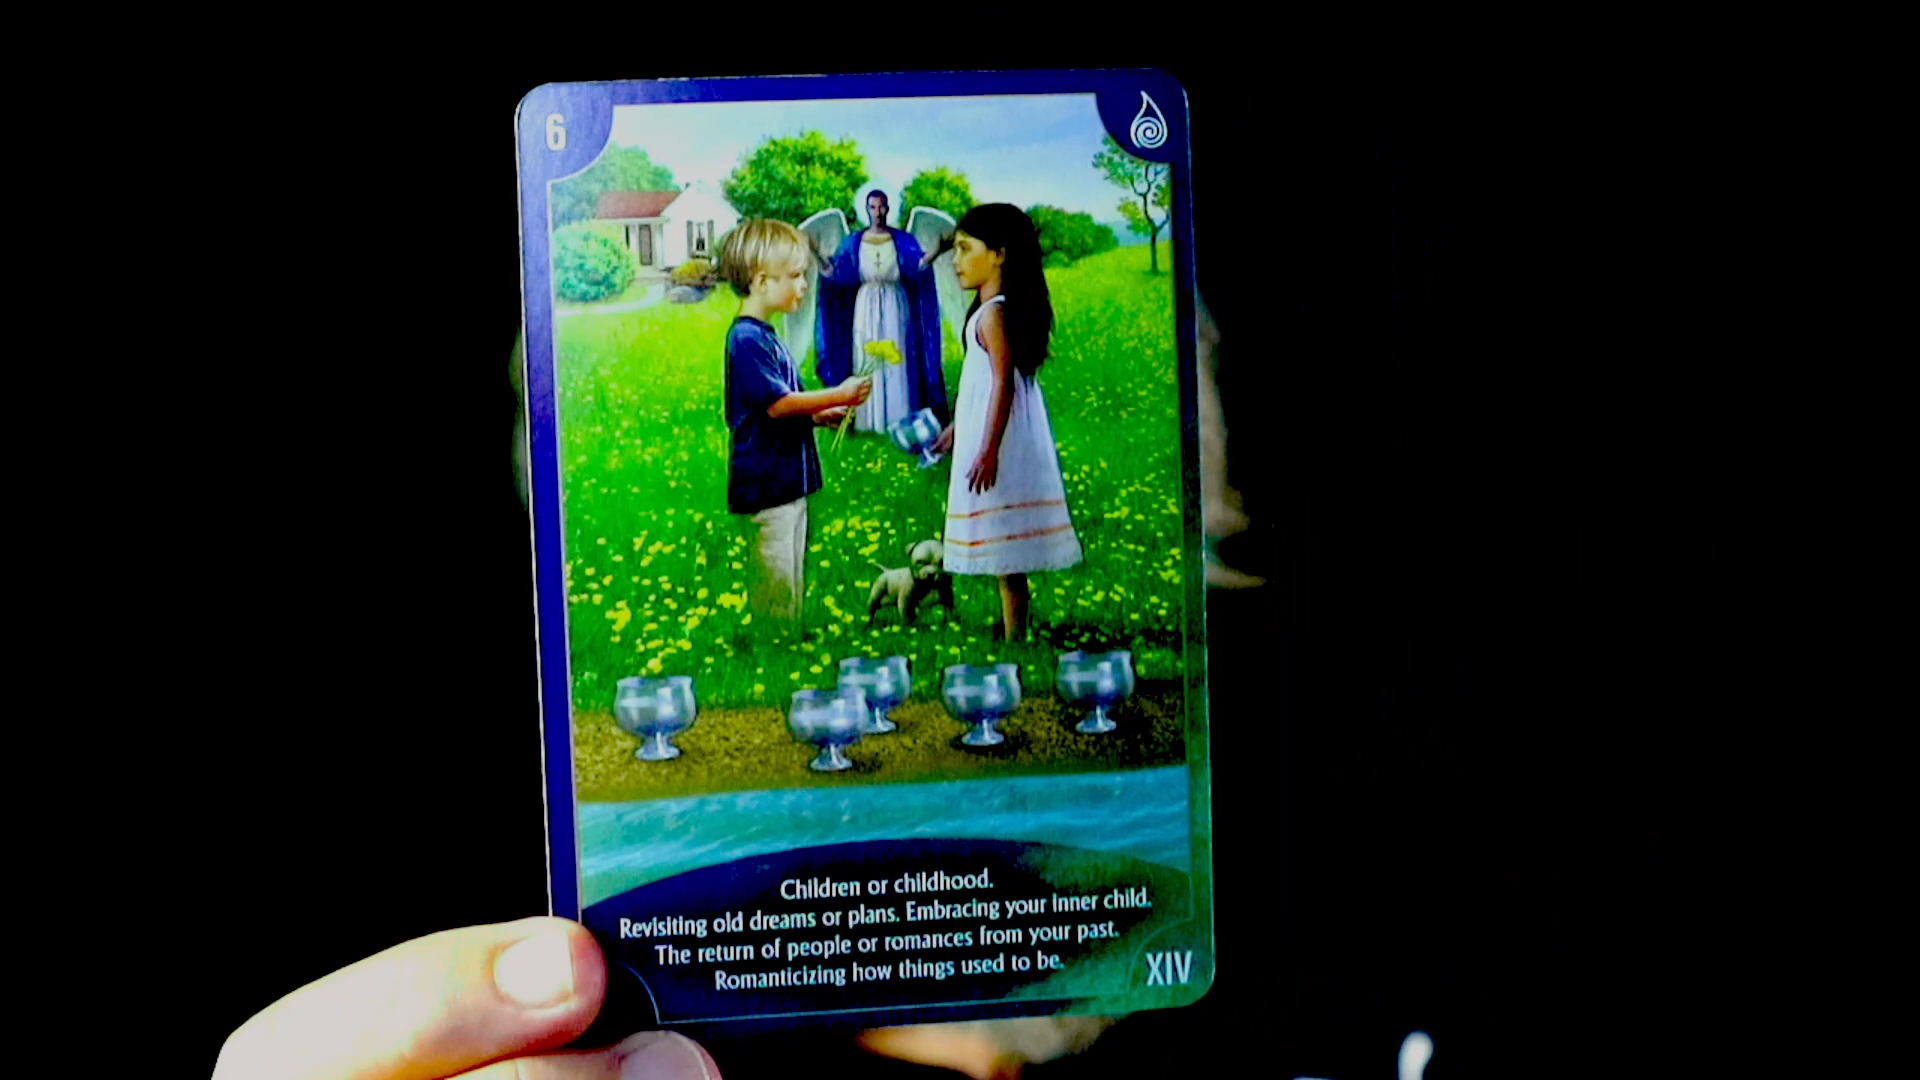 6
Children or childhood.
Revisiting old dreams or plans. Embracing your inner child.
The return of people or romances from your past.
Romanticizing how things used to be.
XIV